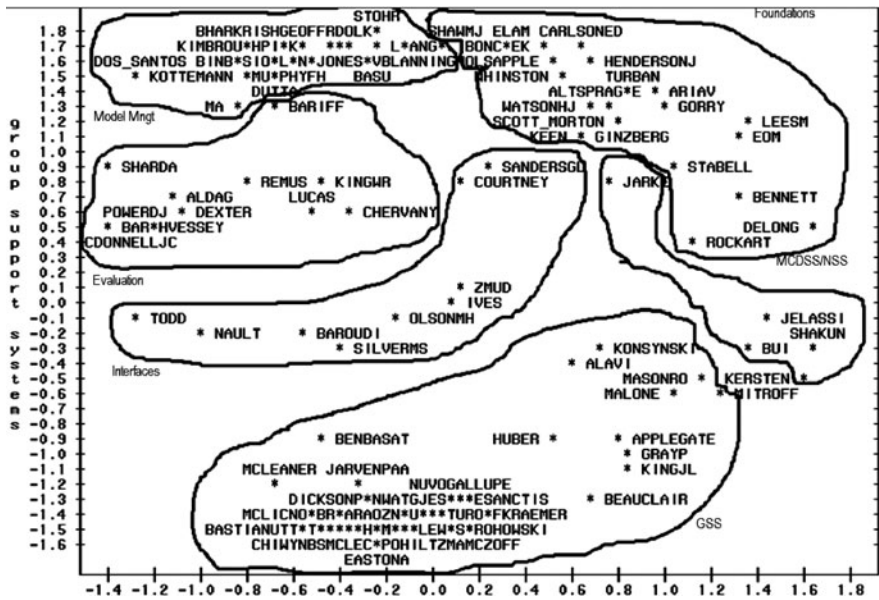 STOHR Foundations
1.8 BHARKRISHGEOFFRDOLK* SHAWMJ ELAM CARLSONED
1.7 KIMBROU*HPI*K* *** * L*ANG* BONC*EK * *
1.6 DOS_SANTOS BINB*SIO*L*N*JONES*VBLANNING HOLSAPPLE * * HENDERSONJ
1.5 * KOTTEMANN *MU*PHYFH BASU WHINSTON * TURBAN
1.4 DUTTA ALTSPRAG*E * ARIAV
1.3 MA * * BARIFF WATSONHJ * * * GORRY
Model Mngt
1.2 SCOTT_MORTON * * LEESM
1.1 KEEN * GINZBERG * EOM
1.0
0.9 * SHARDA * SANDERSGL * STABELL
0.8 * REMUS * KINGWR * COURTNEY * JARKE
0.7 * ALDAG LUCAS * BENNETT
0.6 POWERDJ * DEXTER * * CHERVANY
0.5 * BAR*HVESSEY DELONG *
0.4 CDONNELLJC * ROCKART
0.3 MCDSS/NSS
0.2 Evaluation
0.1 * ZMUD
0.0 * IVES
-0.1 * TODD * OLSONMH * JELASSI
-0.2 * NAULT * BAROUDI SHAKUN
-0.3 * SILVERMS * KONSYNSKI * BUI *
-0.4 Interfaces * ALAVI
-0.5 MASONRO * KERSTEN *
-0.6 MALONE * * MITROFF
-0.7
-0.8
-0.9 * BENBASAT HUBER * * APPLEGATE
-1.0 * GRAYP
-1.1 MCLEANER JARVENPAA * KINGJL
-1.2 * * NUVOGALLUPE
-1.3 DICKSONP*NWATGJES***ESANCTIS * BEAUCLAIR
-1.4 MCLICNO*BR*ARAOZN*U***TURO*FKRAEMER
GSS
-1.5 BASTIANUTT*T*****H*M***LEW*S*ROHOWSKI
-1.6 CHIWYNBSMCLEC*POHILTZMAMCZOFF
EASTONA
group support systems
-1.4 -1.2 -1.0 -0.8 -0.6 -0.4 -0.2 0.0 0.2 0.4 0.6 0.8 1.0 1.2 1.4 1.6 1.8